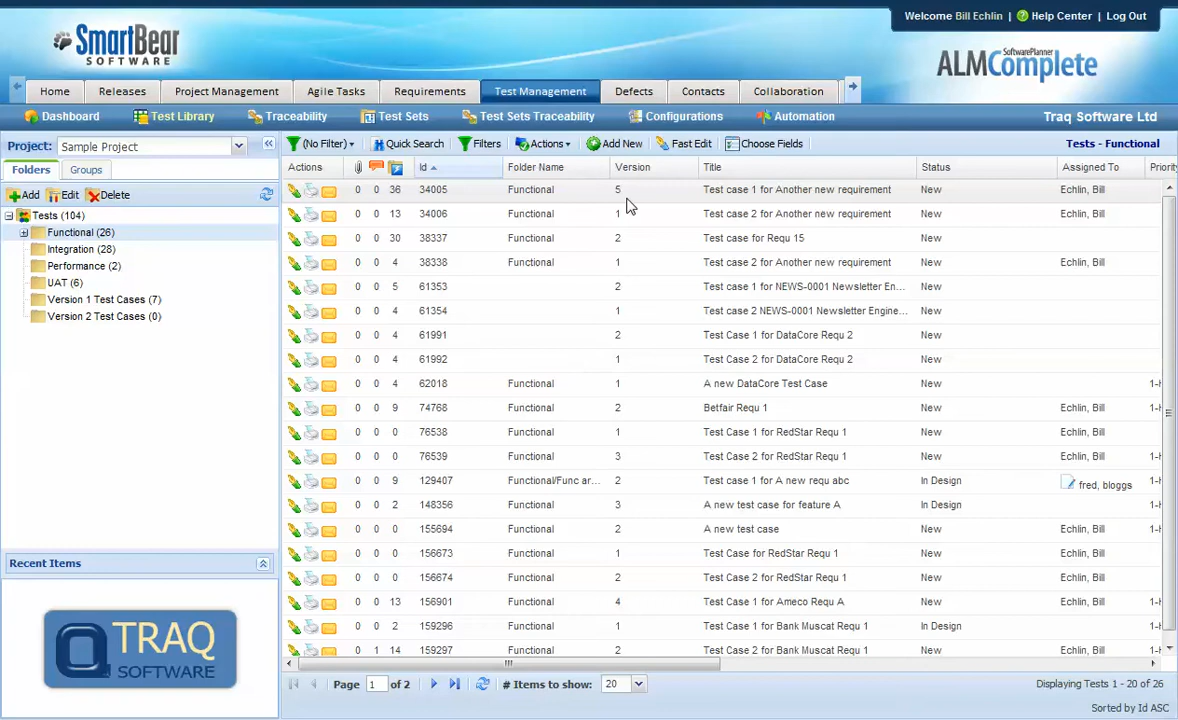 Welcome Bill Echlin | Help Center | Log Out
SmartBear
SOFTWARE
SoftwarePlanner
ALMComplete
Home Releases Project Management Agile Tasks Requirements Test Management Defects Contacts Collaboration
Dashboard Test Library Traceability Test Sets Test Sets Traceability Configurations Automation Traq Software Ltd
Project: Sample Project
(No Filter) Quick Search Filters Actions Add New Fast Edit Choose Fields Tests - Functional
Folders Groups
Add Edit Delete
Tests (104)
Functional (26)
Integration (28)
Performance (2)
UAT (6)
Version 1 Test Cases (7)
Version 2 Test Cases (0)
Recent Items
TRAQ
SOFTWARE
Actions Id Folder Name Version Title Status Assigned To Priority
0 0 36 34005 Functional 5 Test case 1 for Another new requirement New Echlin, Bill
0 0 13 34006 Functional 1 Test case 2 for Another new requirement New Echlin, Bill
0 0 30 38337 Functional 2 Test case for Requ 15 New
0 0 4 38338 Functional 1 Test case 2 for Another new requirement New Echlin, Bill
0 0 5 61353 2 Test case 1 for NEWS-0001 Newsletter En... New
0 0 4 61354 1 Test case 2 NEWS-0001 Newsletter Engine... New
0 0 4 61991 2 Test Case 1 for DataCore Requ 2 New
0 0 4 61992 1 Test Case 2 for DataCore Requ 2 New
0 0 4 62018 Functional 1 A new DataCore Test Case New 1-H
0 0 9 74768 Functional 2 Betfair Requ 1 New Echlin, Bill 1-H
0 0 0 76538 Functional 1 Test Case 1 for RedStar Requ 1 New Echlin, Bill 1-H
0 0 0 76539 Functional 3 Test Case 2 for RedStar Requ 1 New Echlin, Bill 1-H
0 0 9 129407 Functional/Func ar... 2 Test case 1 for A new requ abc In Design fred, bloggs 1-H
0 0 2 148356 Functional 3 A new test case for feature A In Design 1-H
0 0 0 155694 Functional 2 A new test case New Echlin, Bill 1-H
0 0 0 156673 Functional 1 Test Case for RedStar Requ 1 New Echlin, Bill 1-H
0 0 0 156674 Functional 2 Test Case 2 for RedStar Requ 1 New Echlin, Bill 1-H
0 0 13 156901 Functional 4 Test Case 1 for Ameco Requ A New Echlin, Bill 1-H
0 0 2 159296 Functional 1 Test Case 1 for Bank Muscat Requ 1 In Design Echlin, Bill 1-H
0 1 14 159297 Functional 2 Test Case 2 for Bank Muscat Requ 1 New Echlin, Bill 1-H
Page 1 of 2 # Items to show: 20 Displaying Tests 1 - 20 of 26
Sorted by Id ASC